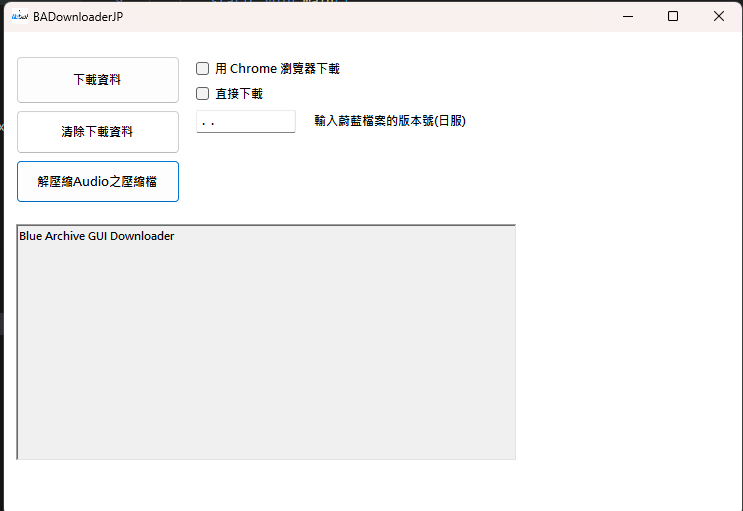 BADownloaderJP
下載資料
用 Chrome 瀏覽器下載
直接下載
清除下載資料
. .
輸入蔚藍檔案的版本號(日服)
解壓縮Audio之壓縮檔
Blue Archive GUI Downloader